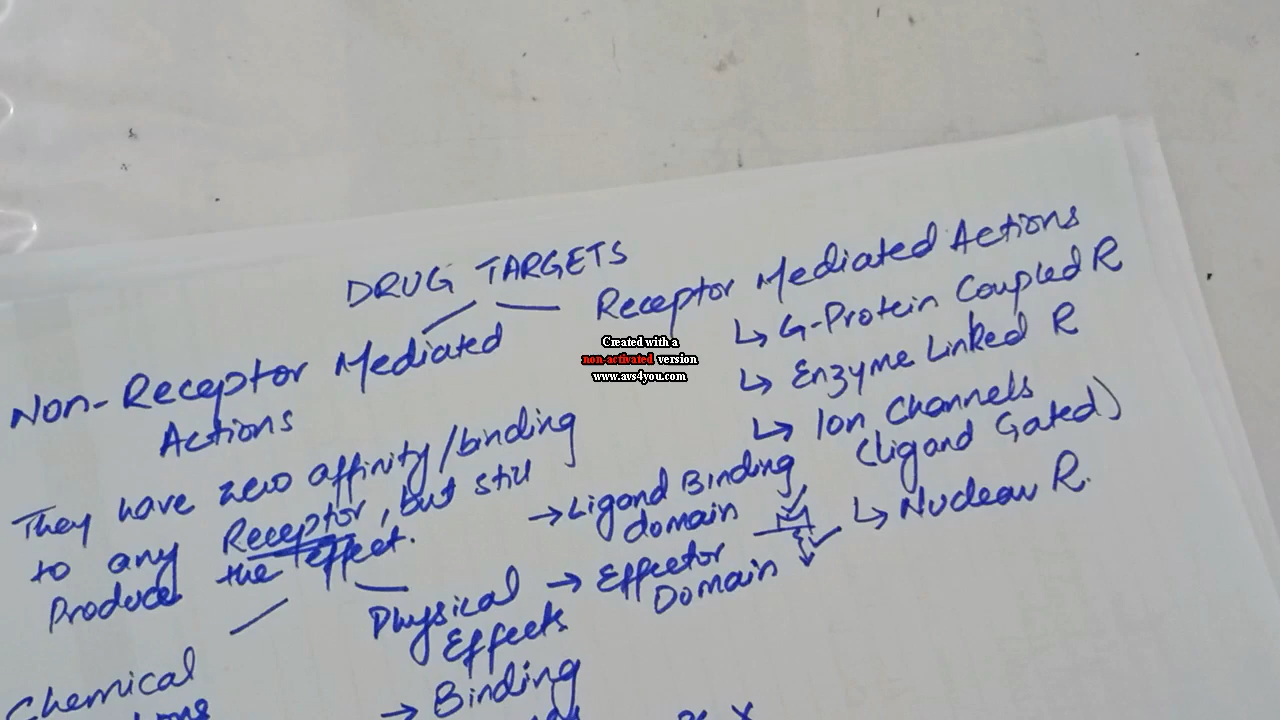 DRUG TARGETS
Receptor Mediated Actions
↳ G-Protein Coupled R
↳ Enzyme Linked R
↳ Ion Channels
(ligand Gated)
↳ Nuclear R.
→ Ligand Binding
domain
→ Effector
Domain
Non-Receptor Mediated
Actions
They have zero affinity/binding
to any Receptor, but still
Produces the effect.
Physical
Effects
→ Binding
Chemical
Created with a
non-activated version
www.avs4you.com